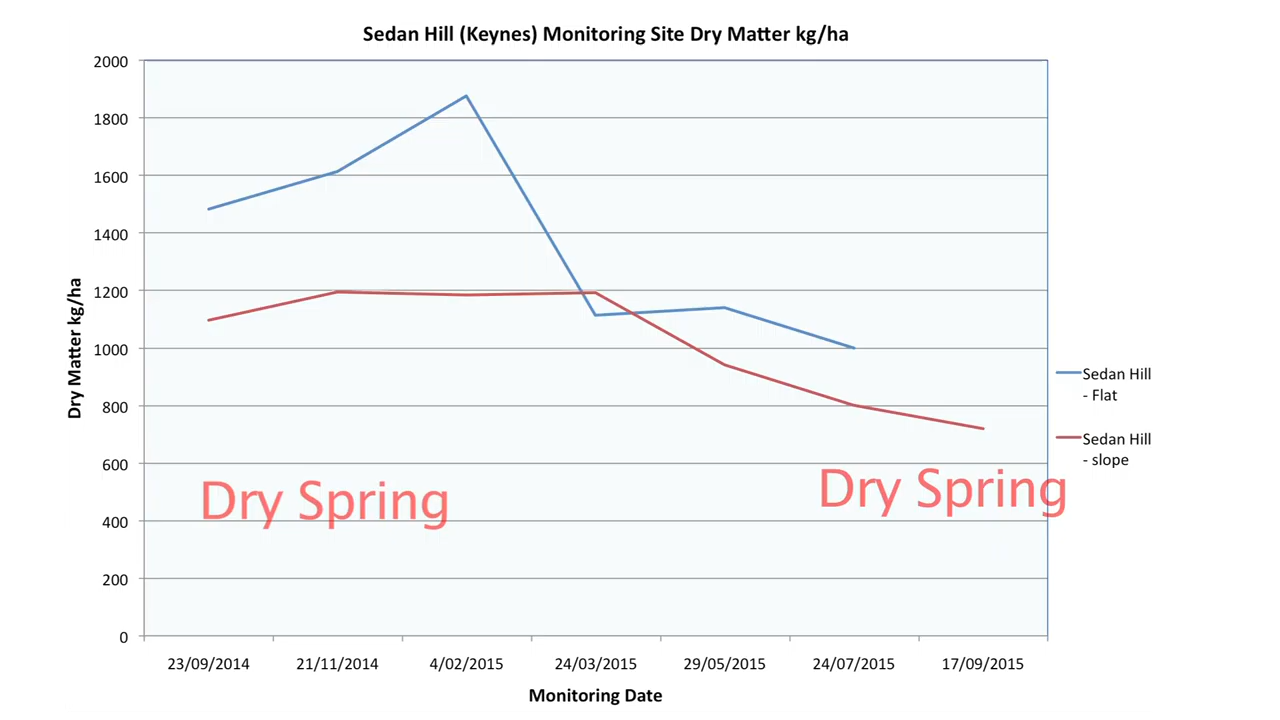 Sedan Hill (Keynes) Monitoring Site Dry Matter kg/ha
2000
1800
1600
1400
1200
1000
800
600
400
200
0
Dry Matter kg/ha
Sedan Hill
- Flat
Sedan Hill
- slope
Dry Spring
Dry Spring
23/09/2014 21/11/2014 4/02/2015 24/03/2015 29/05/2015 24/07/2015 17/09/2015
Monitoring Date